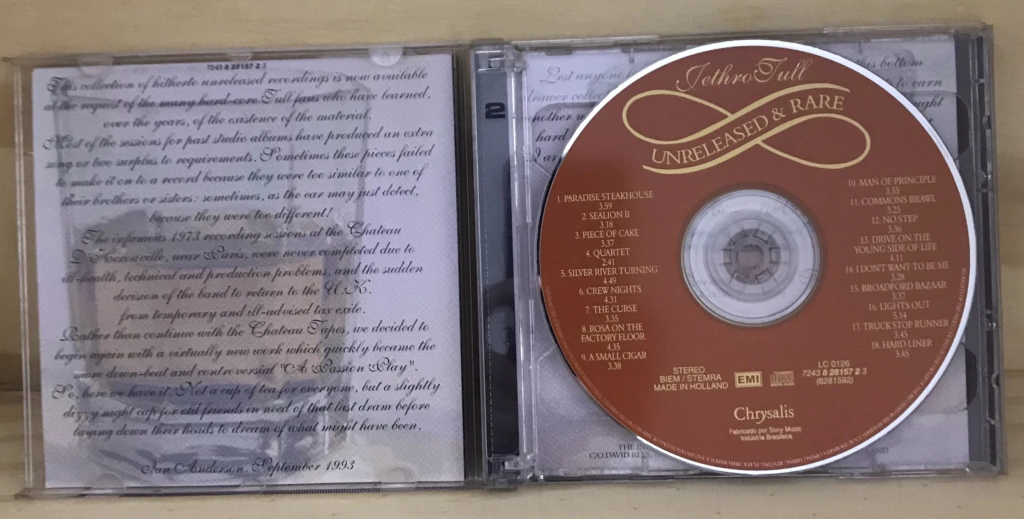 7243 8 28157 2 3
This collection of hitherto unreleased recordings is now available
at the request of the many hard-core Tull fans who have learned,
over the years, of the existence of the material.
Most of the sessions for past studio albums have produced an extra
song or two surplus to requirements. Sometimes these pieces failed
to make it on to a record because they were too similar to one of
their brothers or sisters: sometimes, as the ear may just detect,
because they were too different!
The infamous 1973 recording sessions at the Chateau
D'Herouville, near Paris, were never completed due to
ill-health, technical and production problems, and the sudden
decision of the band to return to the U.K.
from temporary and ill-advised tax exile.
Rather than continue with the Chateau Tapes, we decided to
begin again with a virtually new work which quickly became the
more down-beat and controversial "A Passion Play".
So, here we have it. Not a cup of tea for everyone, but a slightly
dizzy night cap for old friends in need of that last dram before
laying down their heads to dream of what might have been.
Ian Anderson, September 1993
2
Lest anyone
this bottom
drawer
to earn
another
hard
Jethro Tull
UNRELEASED & RARE
1. PARADISE STEAKHOUSE
3.59
2. SEALION II
3.18
3. PIECE OF CAKE
3.37
4. QUARTET
2.41
5. SILVER RIVER TURNING
4.49
6. CREW NIGHTS
4.31
7. THE CURSE
3.35
8. ROSA ON THE
FACTORY FLOOR
4.35
9. A SMALL CIGAR
3.38
10. MAN OF PRINCIPLE
3.55
11. COMMONS BRAWL
3.23
12. NO STEP
3.36
13. DRIVE ON THE
YOUNG SIDE OF LIFE
4.11
14. I DON'T WANT TO BE ME
3.28
15. BROADFORD BAZAAR
3.37
16. LIGHTS OUT
5.14
17. TRUCK STOP RUNNER
3.45
18. HARD LINER
3.45
STEREO
BIEM / STEMRA
MADE IN HOLLAND
EMI
LC 0126
7243 8 28157 2 3
(8281592)
Chrysalis
Fabricado por Sony Music
Indústria Brasileira
C/O DAVID